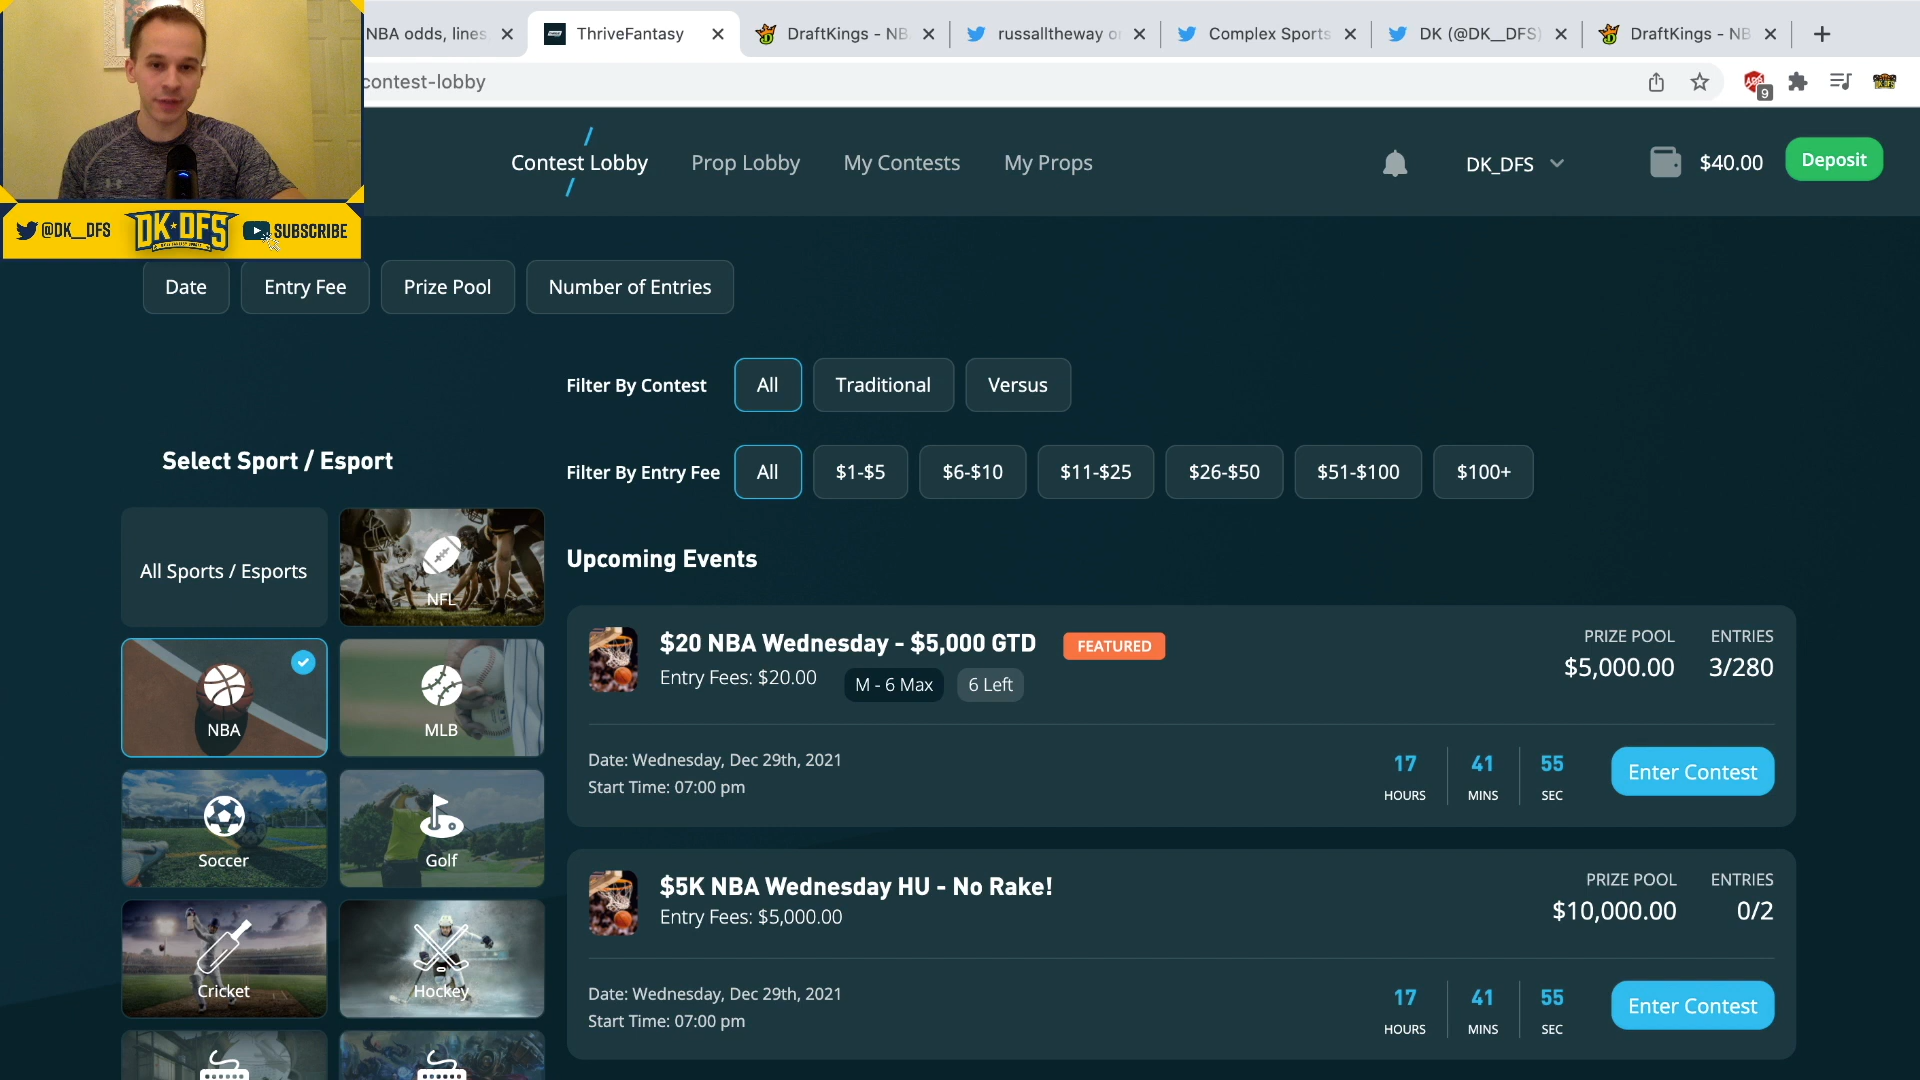 NBA odds, lines
ThriveFantasy
DraftKings - NB
russalltheway o
Complex Sports
DK (@DK__DFS)
DraftKings - NB
contest-lobby
9
Contest Lobby
Prop Lobby
My Contests
My Props
DK_DFS
$40.00
Deposit
@DK__DFS
DK DFS
SUBSCRIBE
Date
Entry Fee
Prize Pool
Number of Entries
Filter By Contest
All
Traditional
Versus
Select Sport / Esport
Filter By Entry Fee
All
$1-$5
$6-$10
$11-$25
$26-$50
$51-$100
$100+
All Sports / Esports
NFL
NBA
MLB
Soccer
Golf
Cricket
Hockey
Upcoming Events
$20 NBA Wednesday - $5,000 GTD
FEATURED
Entry Fees: $20.00
M - 6 Max
6 Left
PRIZE POOL
$5,000.00
ENTRIES
3/280
Date: Wednesday, Dec 29th, 2021
Start Time: 07:00 pm
17
HOURS
41
MINS
55
SEC
Enter Contest
$5K NBA Wednesday HU - No Rake!
Entry Fees: $5,000.00
PRIZE POOL
$10,000.00
ENTRIES
0/2
Date: Wednesday, Dec 29th, 2021
Start Time: 07:00 pm
17
HOURS
41
MINS
55
SEC
Enter Contest